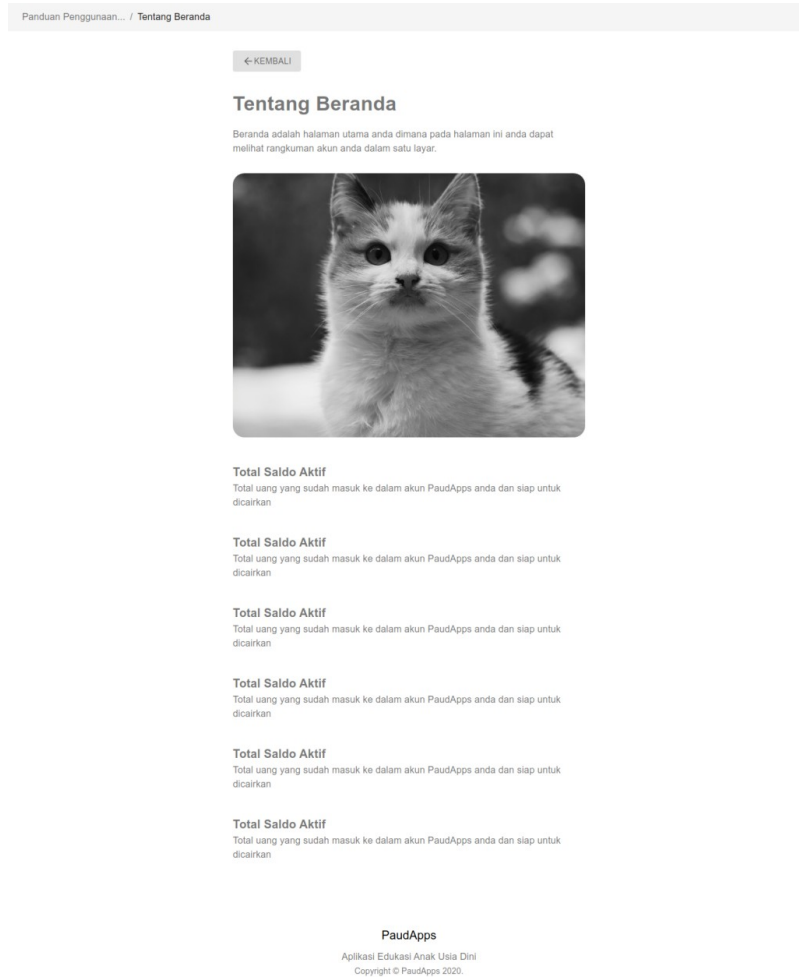 Panduan Penggunaan... / Tentang Beranda
KEMBALI
Tentang Beranda
Beranda adalah halaman utama anda dimana pada halaman ini anda dapat
melihat rangkuman akun anda dalam satu layar.
Total Saldo Aktif
Total uang yang sudah masuk ke dalam akun PaudApps anda dan siap untuk
dicairkan
Total Saldo Aktif
Total uang yang sudah masuk ke dalam akun PaudApps anda dan siap untuk
dicairkan
Total Saldo Aktif
Total uang yang sudah masuk ke dalam akun PaudApps anda dan siap untuk
dicairkan
Total Saldo Aktif
Total uang yang sudah masuk ke dalam akun PaudApps anda dan siap untuk
dicairkan
Total Saldo Aktif
Total uang yang sudah masuk ke dalam akun PaudApps anda dan siap untuk
dicairkan
Total Saldo Aktif
Total uang yang sudah masuk ke dalam akun PaudApps anda dan siap untuk
dicairkan
PaudApps
Aplikasi Edukasi Anak Usia Dini
Copyright © PaudApps 2020.